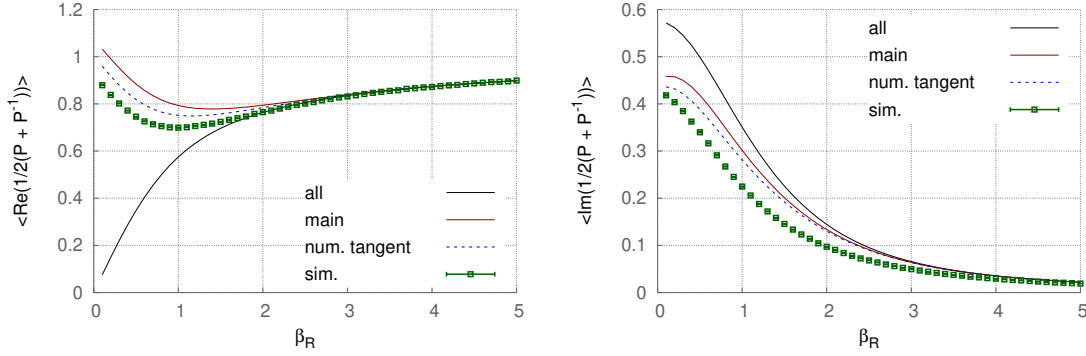 <Re(1/2(P + P⁻¹))>
1.2
1
0.8
0.6
0.4
0.2
0
all
main
num. tangent
sim.
0 1 2 3 4 5
β_R
<Im(1/2(P + P⁻¹))>
0.6
0.5
0.4
0.3
0.2
0.1
0
all
main
num. tangent
sim.
0 1 2 3 4 5
β_R